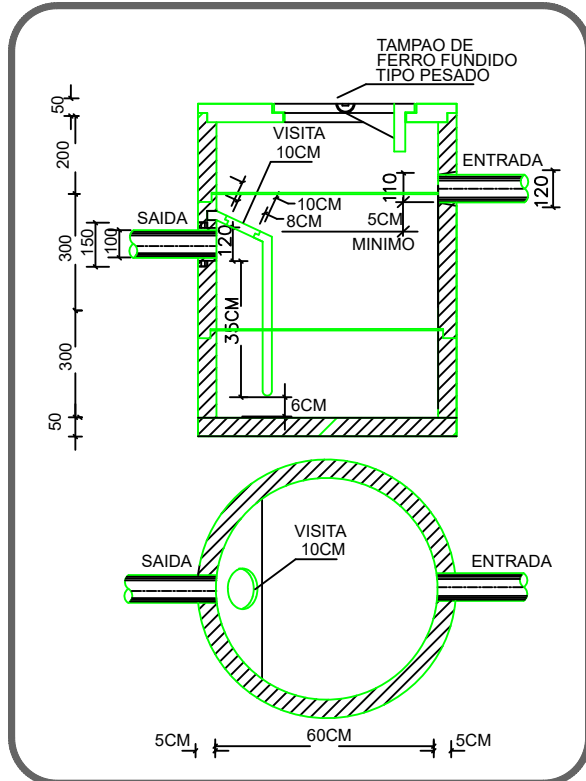 TAMPAO DE
FERRO FUNDIDO
TIPO PESADO
50
VISITA
10CM
ENTRADA
200
110
120
10CM
8CM
5CM
MINIMO
SAIDA
150
100
120
300
35CM
300
6CM
50
VISITA
10CM
SAIDA
ENTRADA
5CM
60CM
5CM